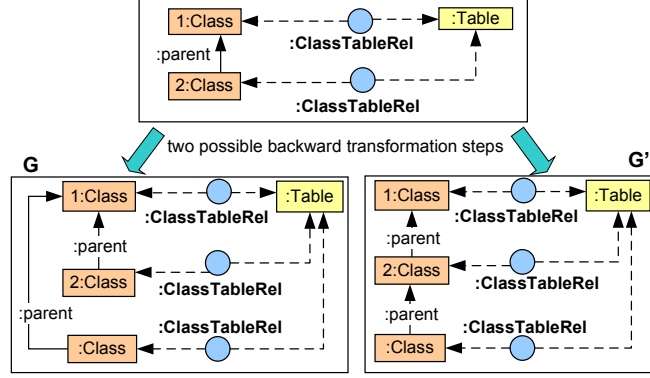 1:Class
:Table
:ClassTableRel
:parent
2:Class
:ClassTableRel
two possible backward transformation steps
G
1:Class
:Table
:ClassTableRel
:parent
2:Class
:ClassTableRel
:parent
:ClassTableRel
:Class
G'
1:Class
:Table
:ClassTableRel
:parent
2:Class
:ClassTableRel
:parent
:ClassTableRel
:Class